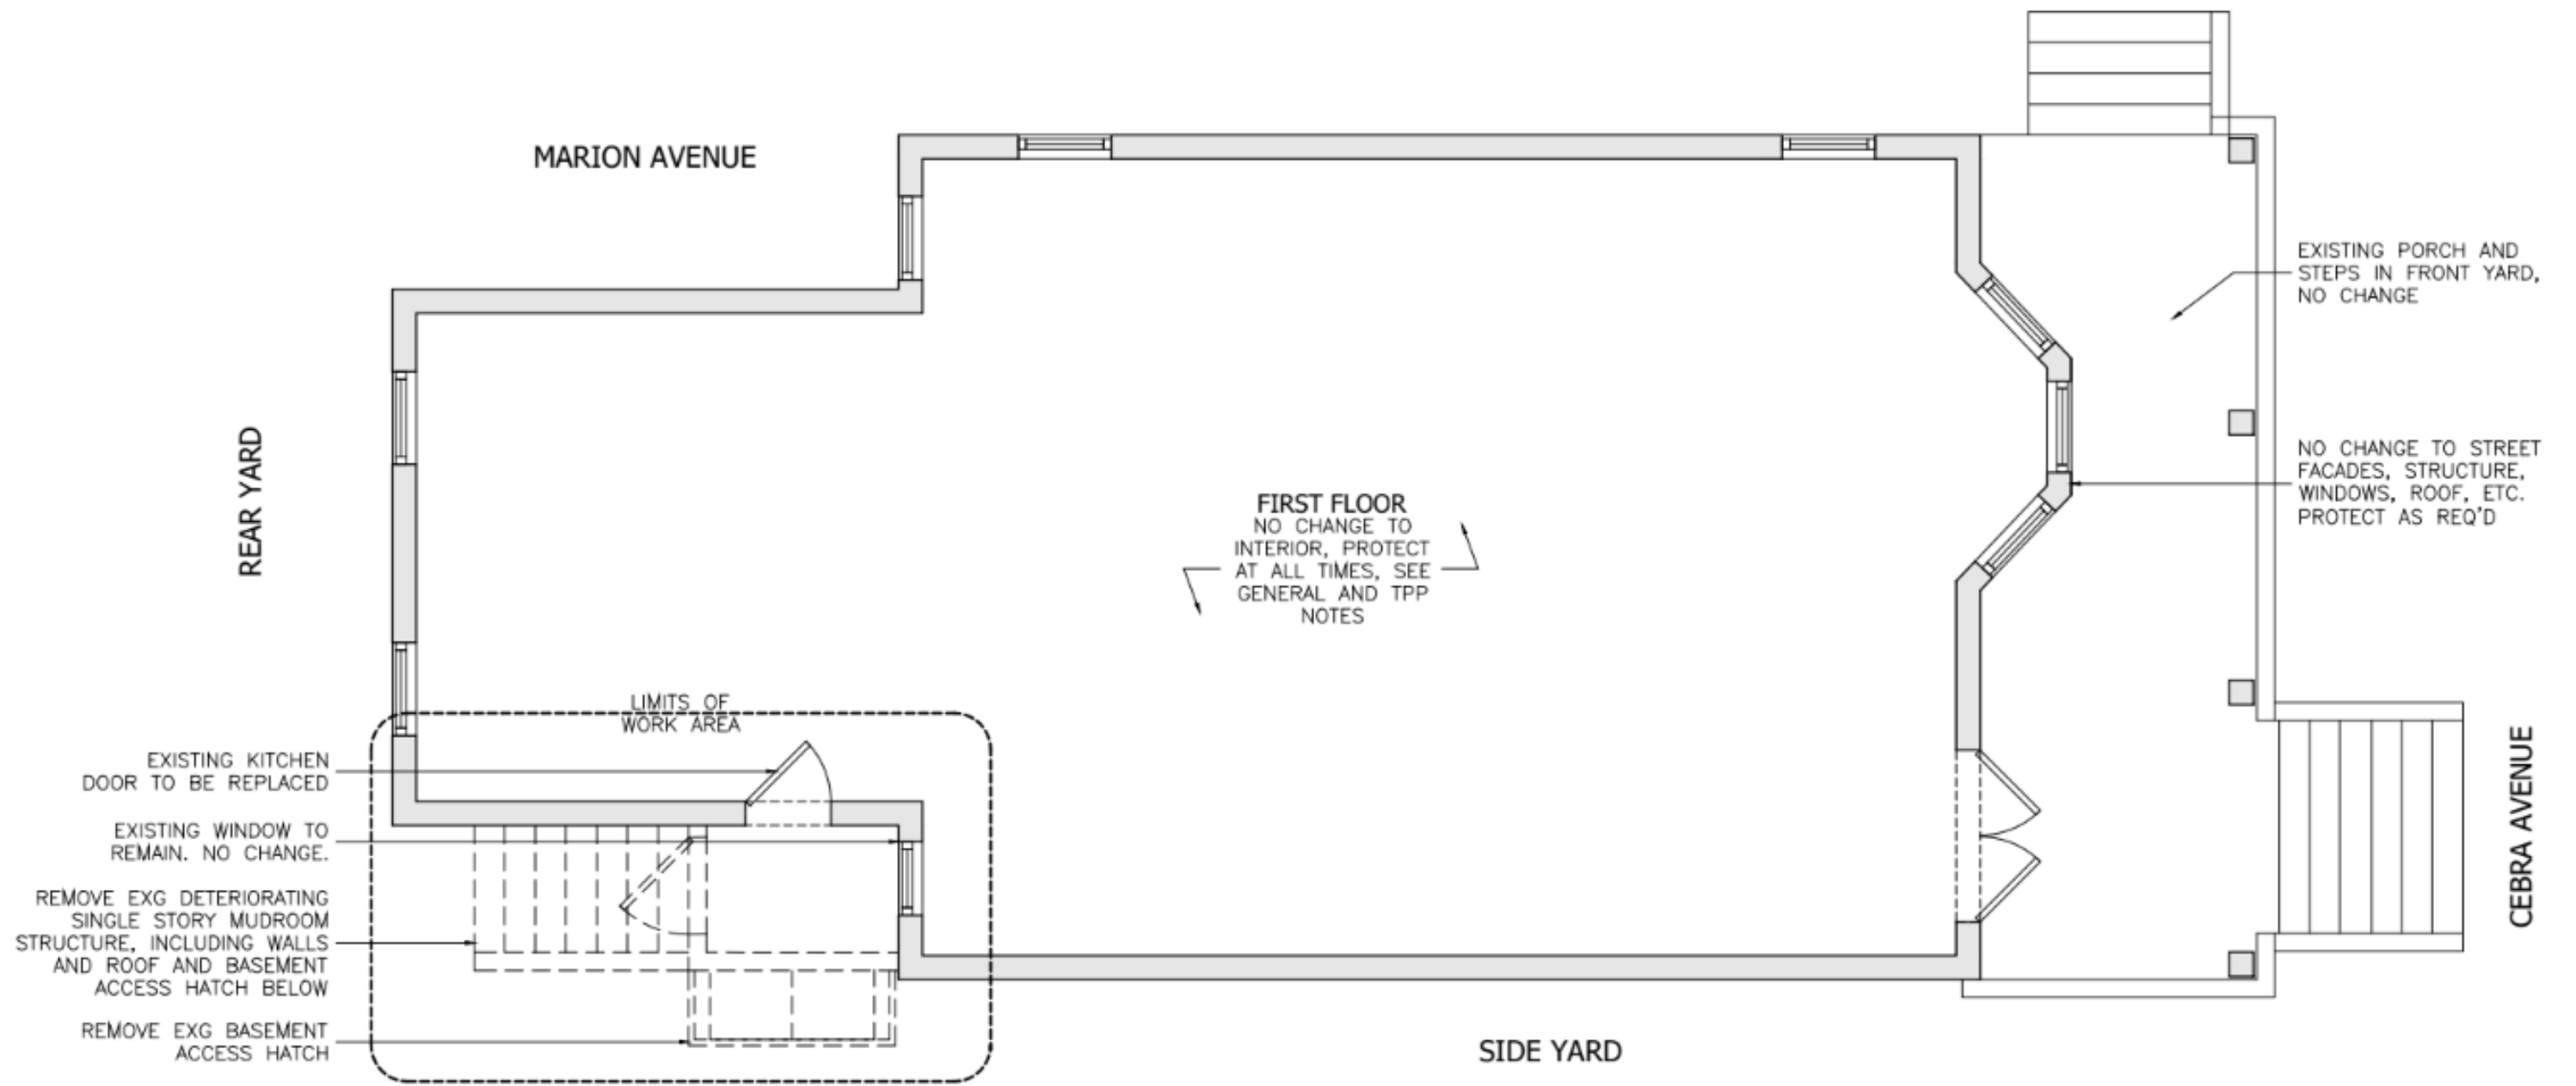 MARION AVENUE
EXISTING PORCH AND
STEPS IN FRONT YARD,
NO CHANGE
REAR YARD
NO CHANGE TO STREET
FACADES, STRUCTURE,
WINDOWS, ROOF, ETC.
PROTECT AS REQ'D
FIRST FLOOR
NO CHANGE TO
INTERIOR, PROTECT
AT ALL TIMES, SEE
GENERAL AND TPP
NOTES
LIMITS OF
WORK AREA
EXISTING KITCHEN
DOOR TO BE REPLACED
EXISTING WINDOW TO
REMAIN. NO CHANGE.
REMOVE EXG DETERIORATING
SINGLE STORY MUDROOM
STRUCTURE, INCLUDING WALLS
AND ROOF AND BASEMENT
ACCESS HATCH BELOW
REMOVE EXG BASEMENT
ACCESS HATCH
SIDE YARD
CEBRA AVENUE